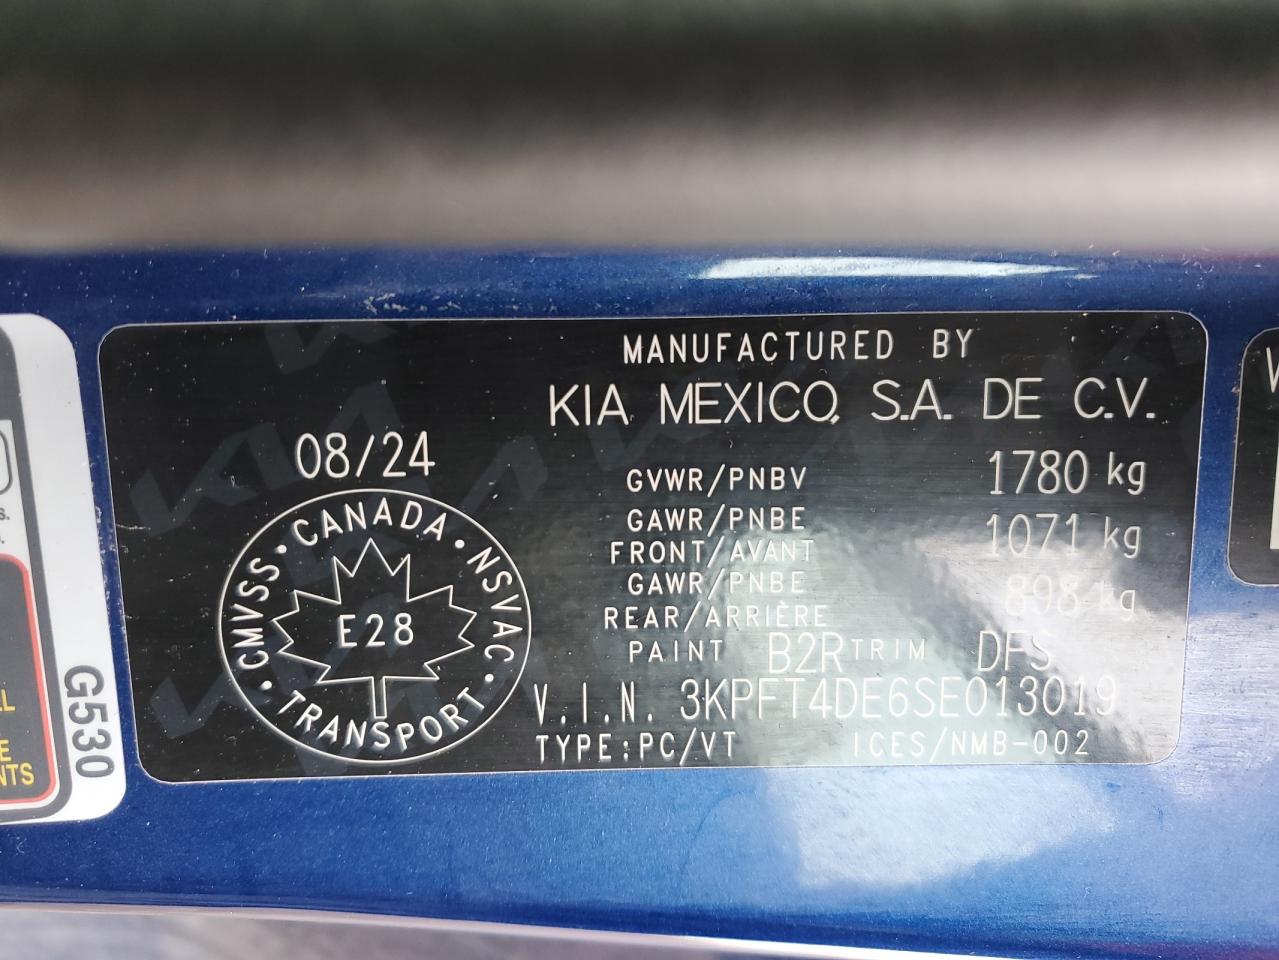 MANUFACTURED BY
KIA MEXICO, S.A. DE C.V.
08/24
GVWR/PNBV 1780 kg
GAWR/PNBE
FRONT/AVANT 1071 kg
GAWR/PNBE
REAR/ARRIÈRE 898 kg
PAINT B2R TRIM DFS
V.I.N. 3KPFT4DE6SE013019
TYPE:PC/VT ICES/NMB-002
CMVSS • CANADA • NSVAC • TRANSPORT •
E28
G530